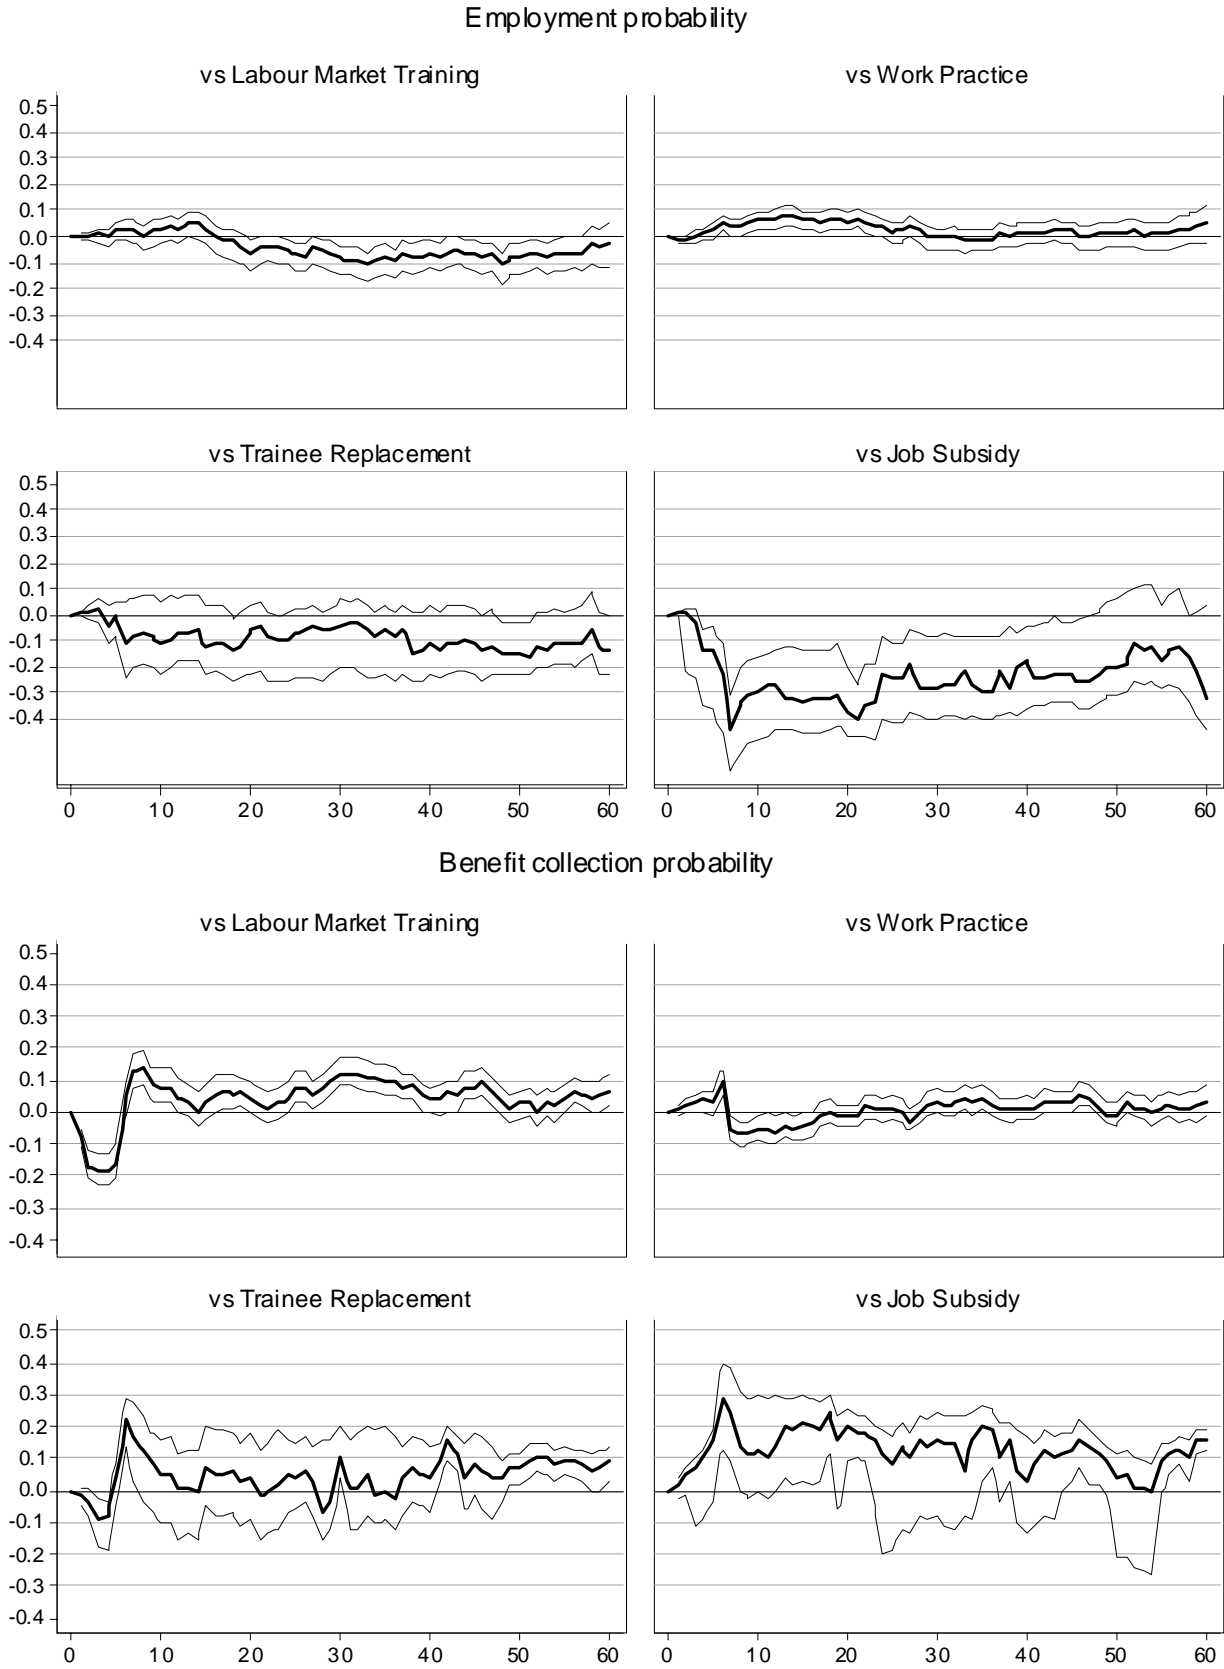 Employment probability
vs Labour Market Training
vs Work Practice
0.5
0.4
0.3
0.2
0.1
0.0
-0.1
-0.2
-0.3
-0.4
vs Trainee Replacement
vs Job Subsidy
0.5
0.4
0.3
0.2
0.1
0.0
-0.1
-0.2
-0.3
-0.4
0 10 20 30 40 50 60
0 10 20 30 40 50 60
Benefit collection probability
vs Labour Market Training
vs Work Practice
0.5
0.4
0.3
0.2
0.1
0.0
-0.1
-0.2
-0.3
-0.4
vs Trainee Replacement
vs Job Subsidy
0.5
0.4
0.3
0.2
0.1
0.0
-0.1
-0.2
-0.3
-0.4
0 10 20 30 40 50 60
0 10 20 30 40 50 60